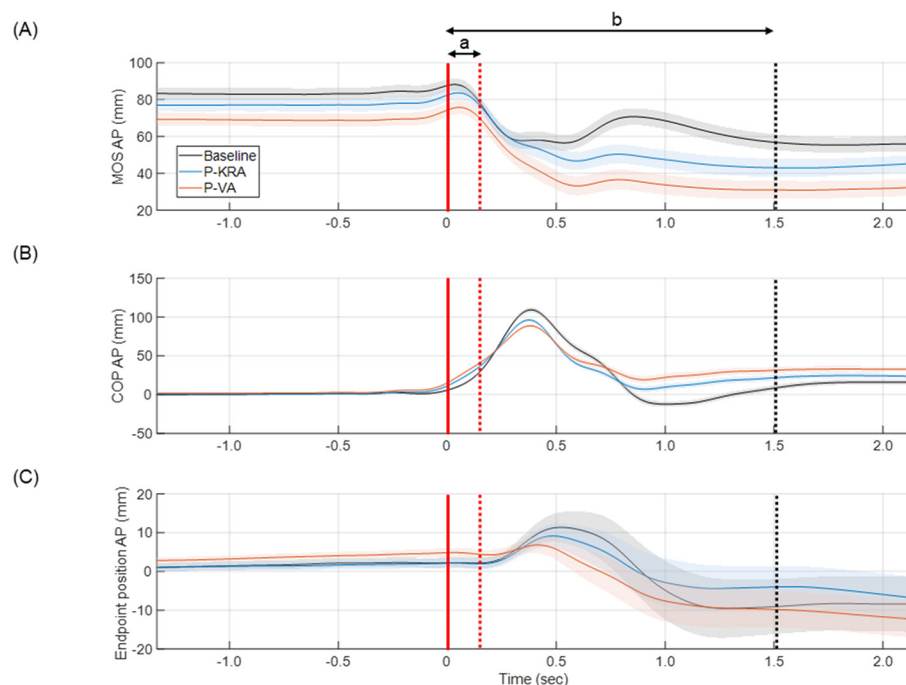 (A)
b
a
100
80
60
40
20
MOS AP (mm)
Baseline
P-KRA
P-VA
-1.0 -0.5 0 0.5 1.0 1.5 2.0
(B)
150
100
50
0
-50
COP AP (mm)
-1.0 -0.5 0 0.5 1.0 1.5 2.0
(C)
20
10
0
-10
-20
Endpoint position AP (mm)
-1.0 -0.5 0 0.5 1.0 1.5 2.0
Time (sec)